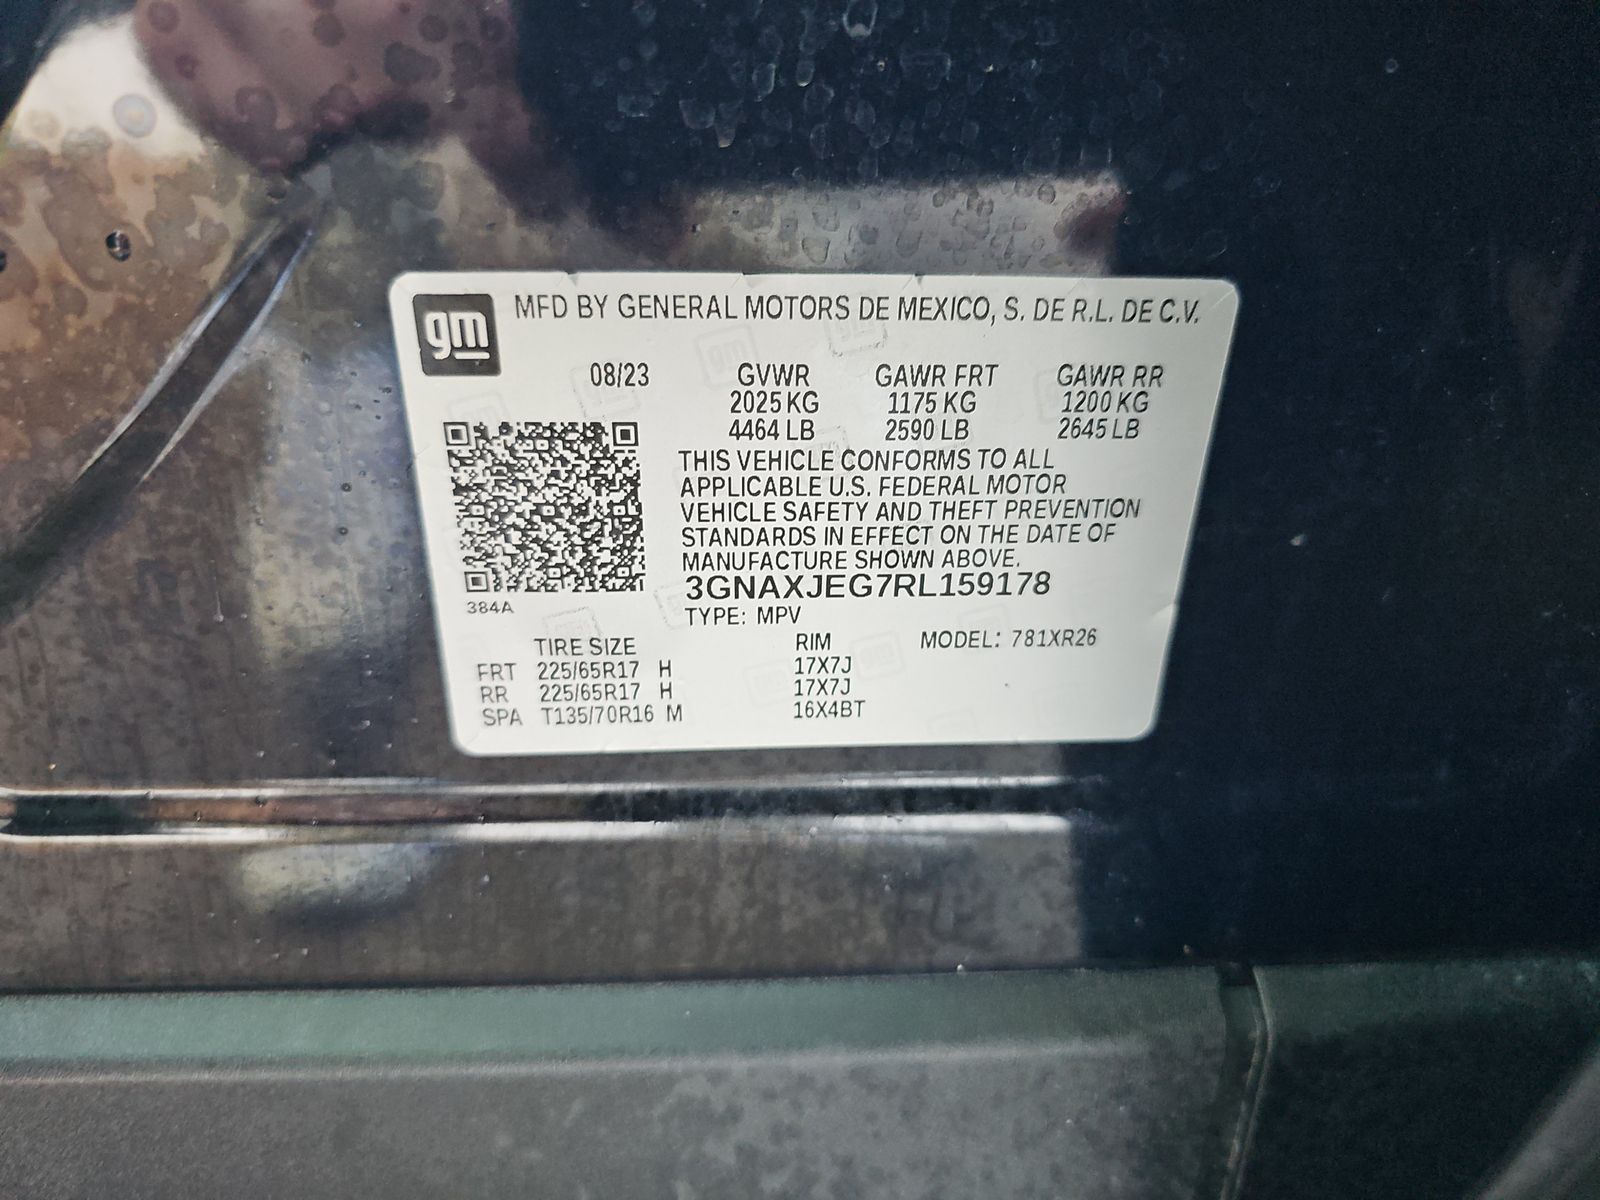 gm
MFD BY GENERAL MOTORS DE MEXICO, S. DE R.L. DE C.V.
08/23 GVWR GAWR FRT GAWR RR
2025 KG 1175 KG 1200 KG
4464 LB 2590 LB 2645 LB
THIS VEHICLE CONFORMS TO ALL
APPLICABLE U.S. FEDERAL MOTOR
VEHICLE SAFETY AND THEFT PREVENTION
STANDARDS IN EFFECT ON THE DATE OF
MANUFACTURE SHOWN ABOVE.
3GNAXJEG7RL159178
384A
TYPE: MPV
TIRE SIZE RIM MODEL: 781XR26
FRT 225/65R17 H 17X7J
RR 225/65R17 H 17X7J
SPA T135/70R16 M 16X4BT